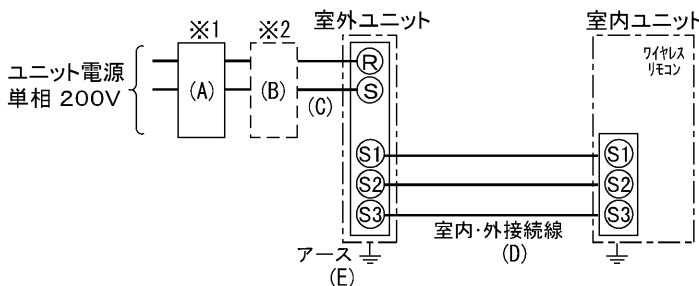 ※1
※2
室外ユニット
室内ユニット
ユニット電源
単相 200V
(A)
(B)
(C)
R
S
ワイヤレス
リモコン
S1
S2
S3
S1
S2
S3
室内・外接続線
(D)
アース
(E)